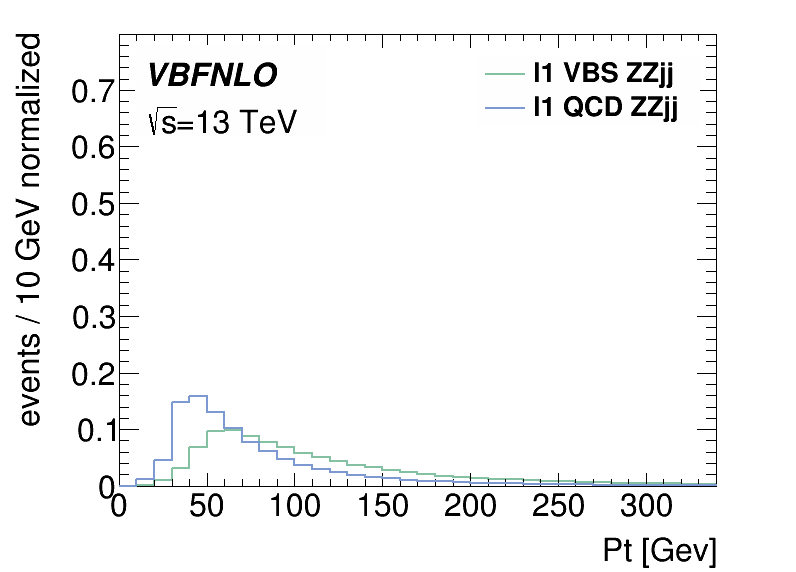 events / 10 GeV normalized
VBFNLO
√s=13 TeV
l1 VBS ZZjj
l1 QCD ZZjj
0.7
0.6
0.5
0.4
0.3
0.2
0.1
0
0 50 100 150 200 250 300
Pt [Gev]